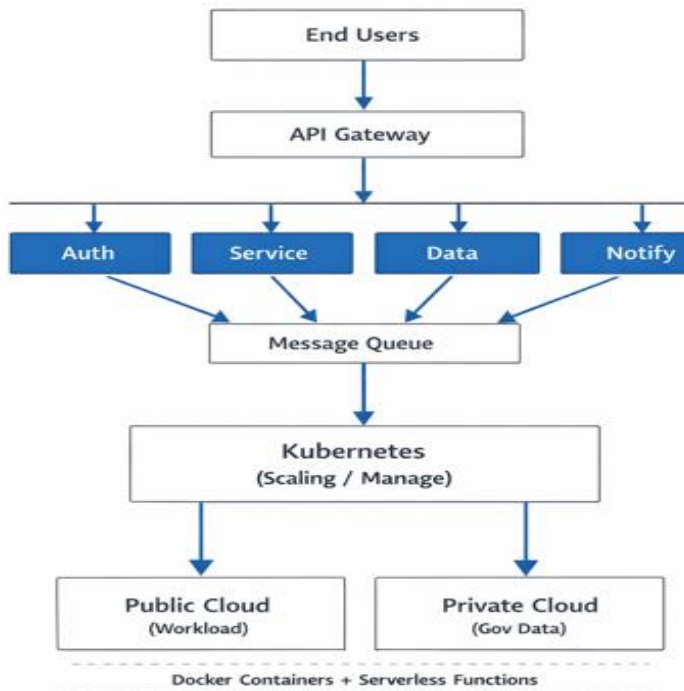 End Users
API Gateway
Auth
Service
Data
Notify
Message Queue
Kubernetes
(Scaling / Manage)
Public Cloud
(Workload)
Private Cloud
(Gov Data)
Docker Containers + Serverless Functions